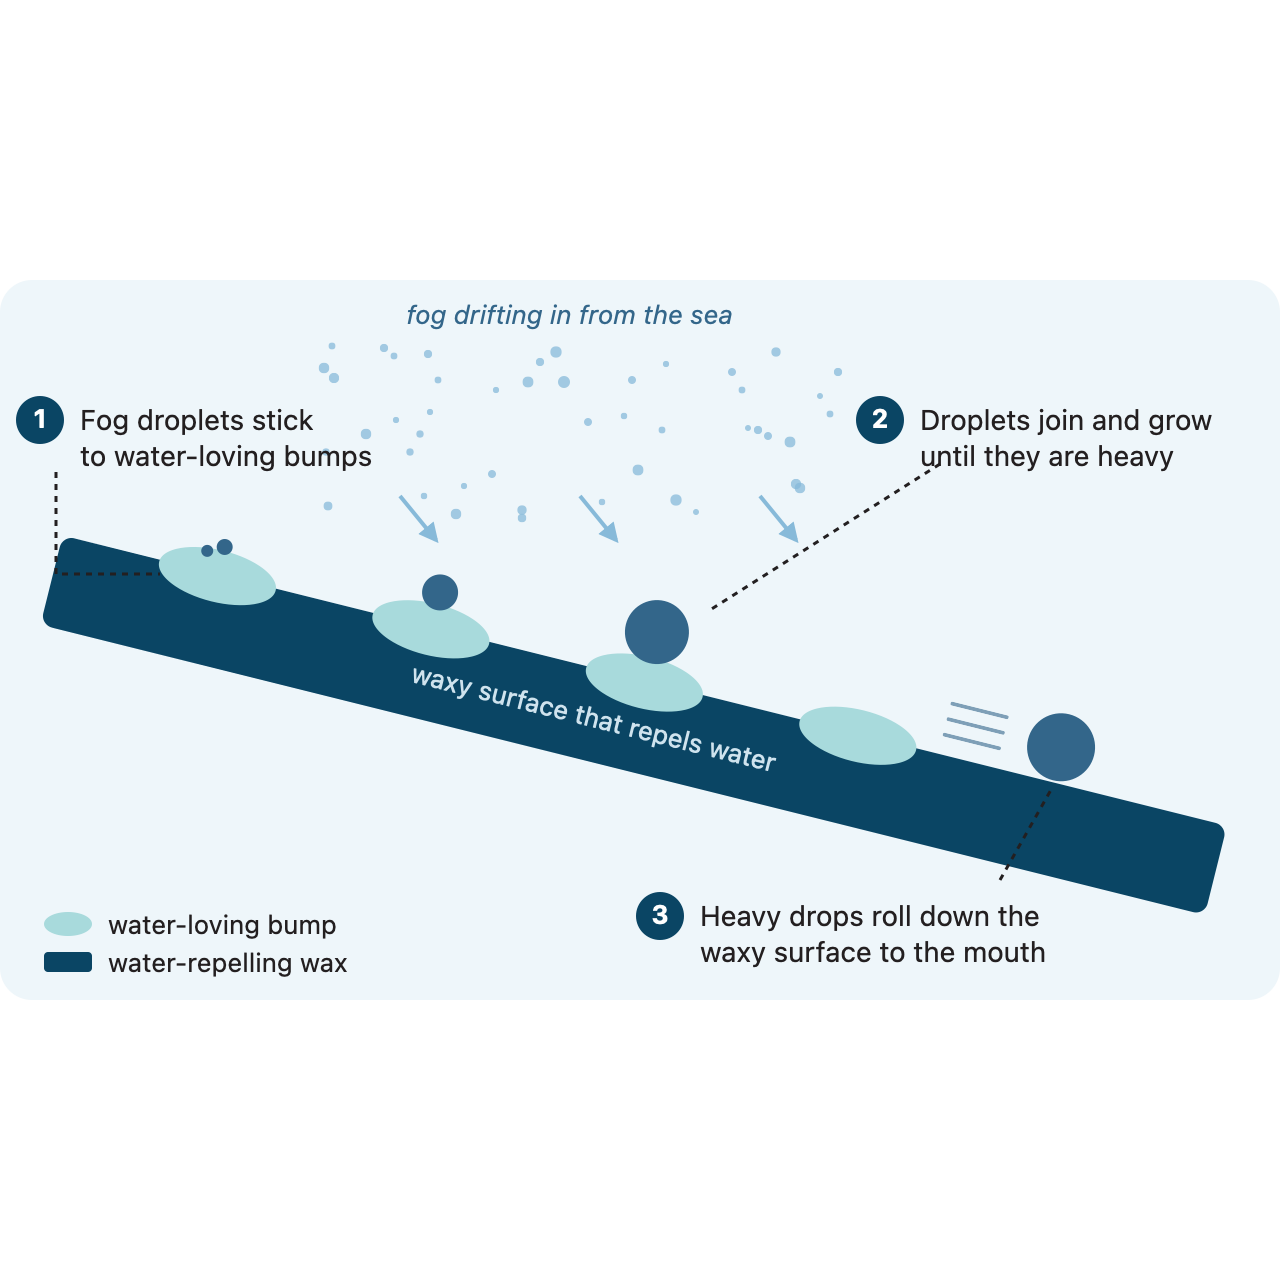 fog drifting in from the sea
1
Fog droplets stick
to water-loving bumps
2
Droplets join and grow
until they are heavy
waxy surface that repels water
3
Heavy drops roll down the
waxy surface to the mouth
water-loving bump
water-repelling wax